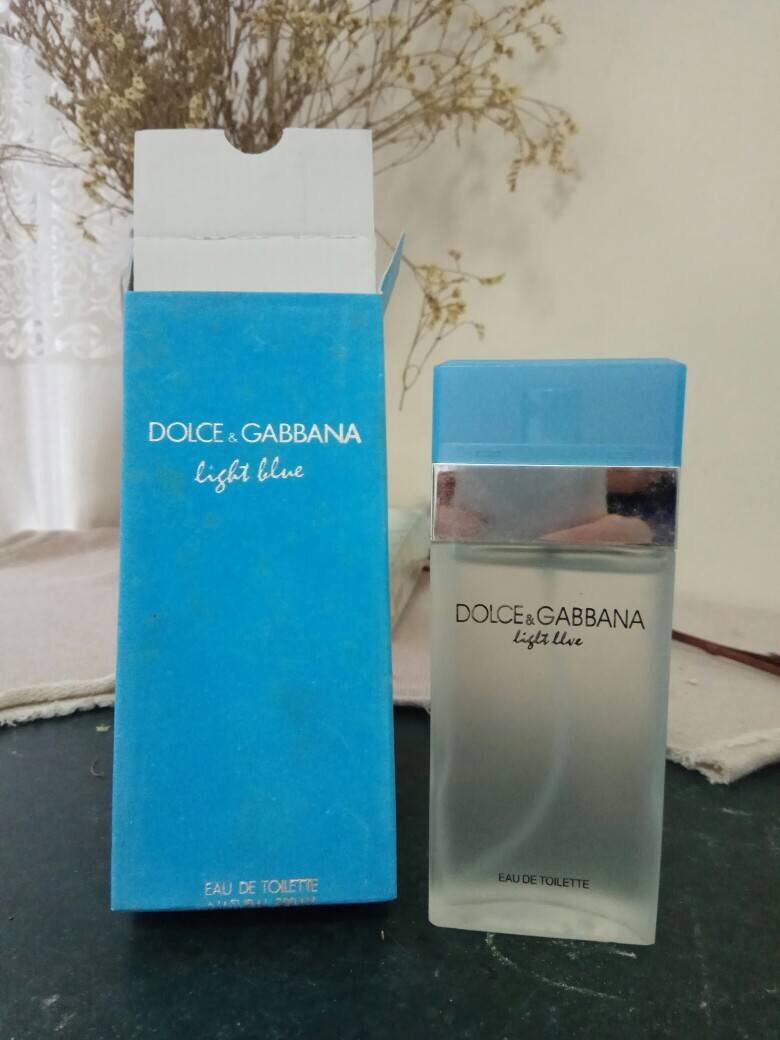 DOLCE & GABBANA
light blue
EAU DE TOILETTE
DOLCE & GABBANA
light blve
EAU DE TOILETTE